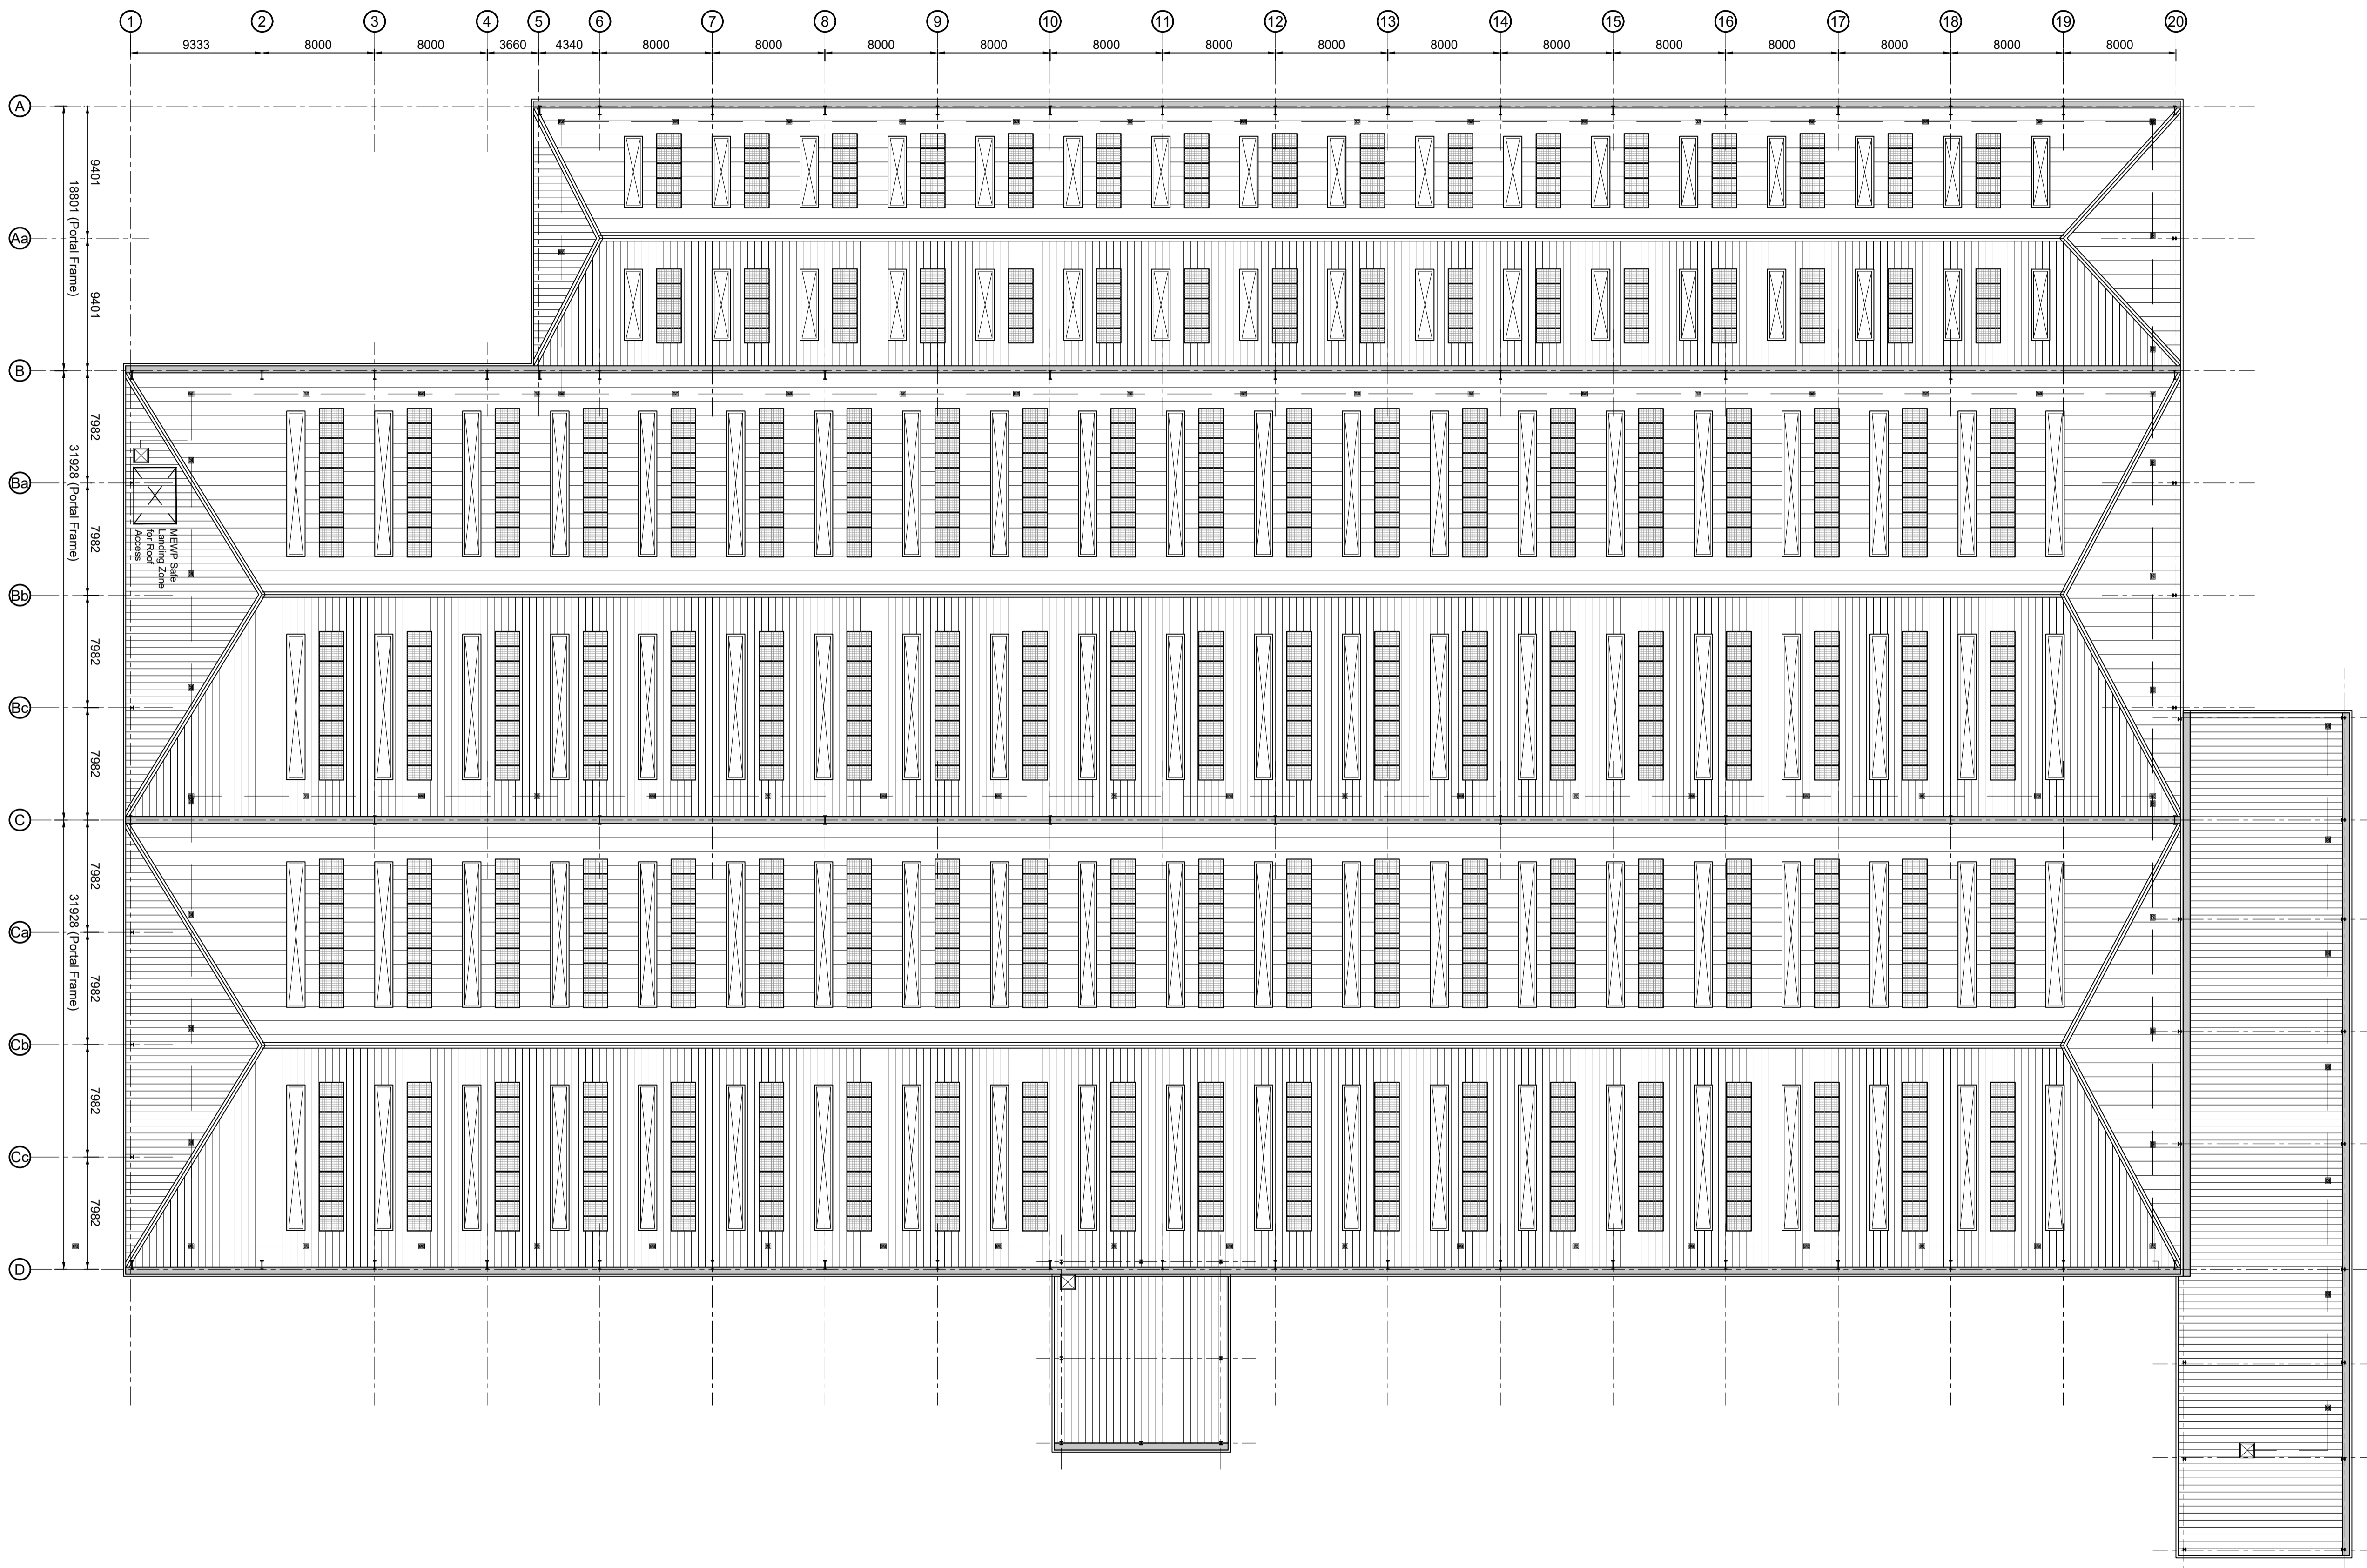 1 2 3 4 5 6 7 8 9 10 11 12 13 14 15 16 17 18 19 20
9333 8000 8000 3660 4340 8000 8000 8000 8000 8000 8000 8000 8000 8000 8000 8000 8000 8000 8000
A
9401
18801 (Portal Frame)
Aa
9401
B
7982
31928 (Portal Frame)
Ba
7982
MEWP Safe
Landing Zone
for Roof
Access
Bb
7982
Bc
7982
C
7982
31928 (Portal Frame)
Ca
7982
Cb
7982
Cc
7982
D